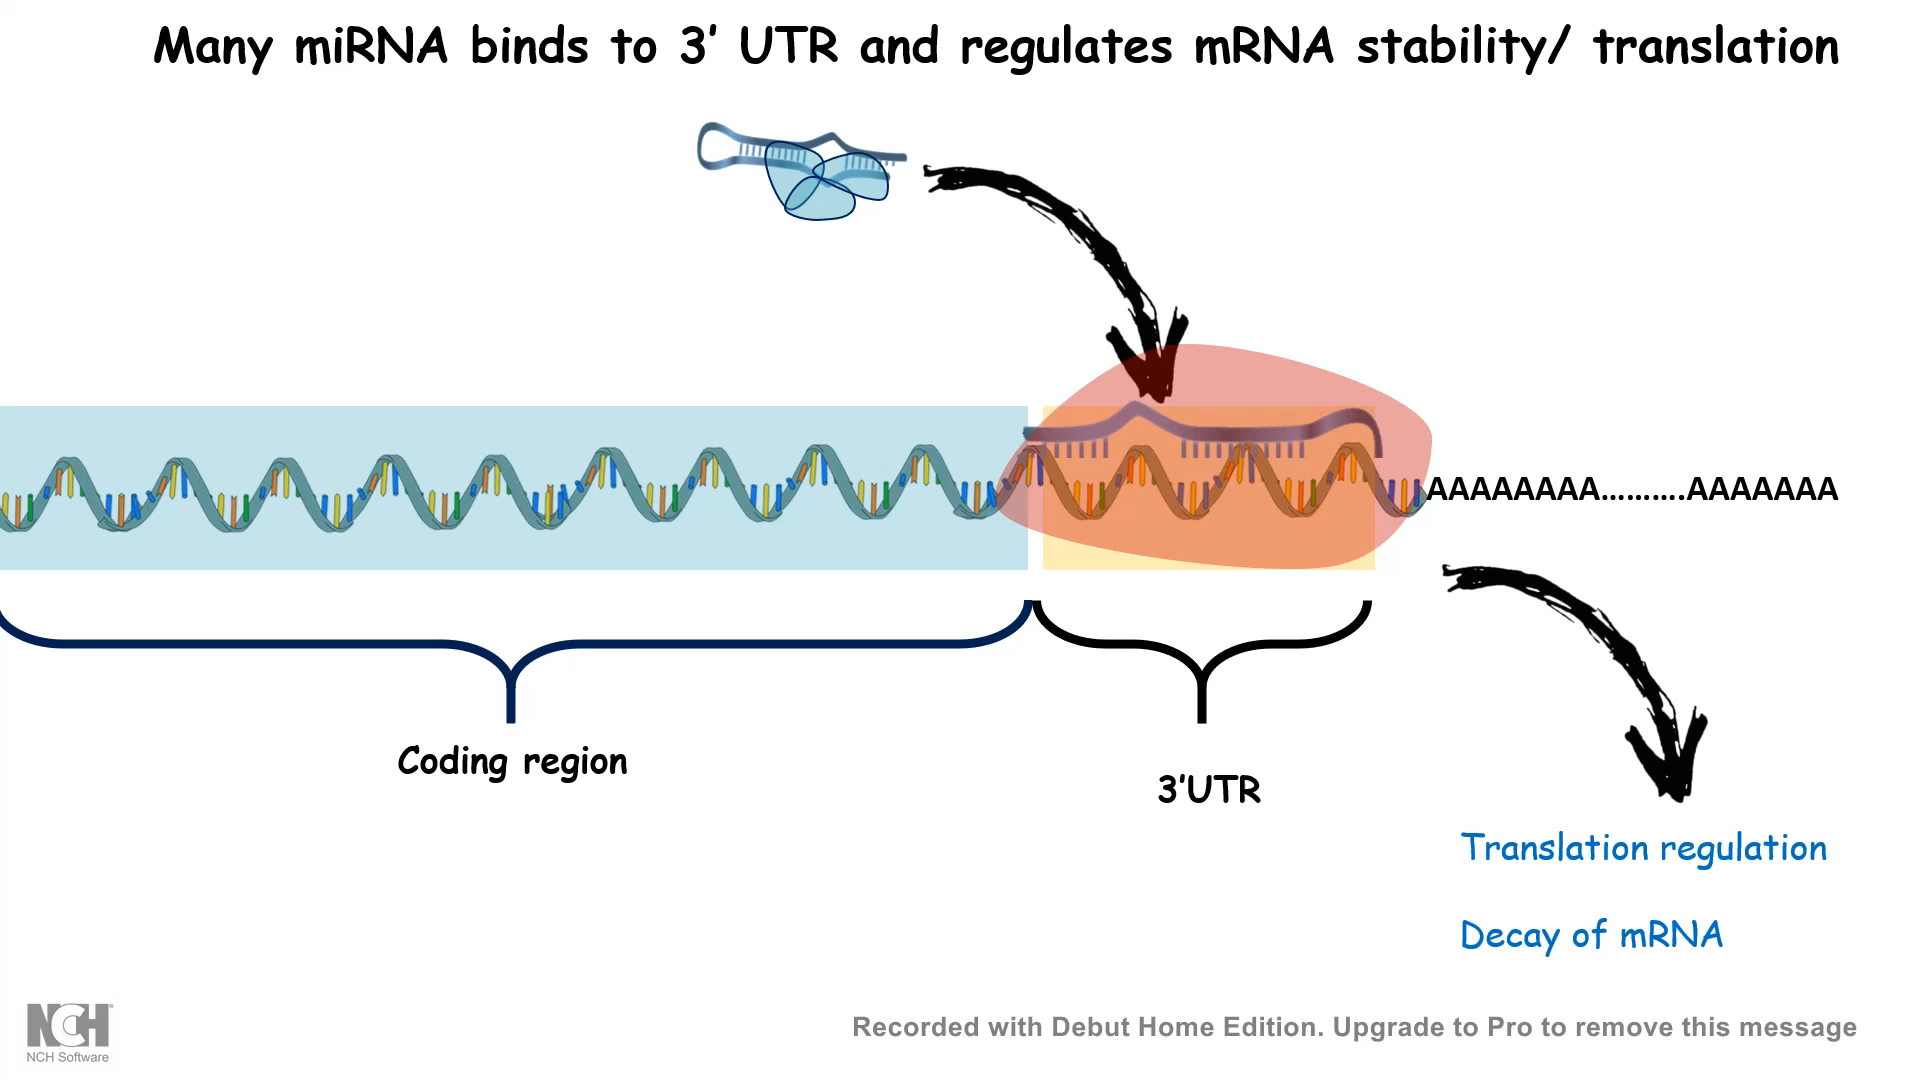 Many miRNA binds to 3' UTR and regulates mRNA stability/ translation
AAAAAAAA..........AAAAAAA
Coding region
3'UTR
Translation regulation
Decay of mRNA
NCH
NCH Software
Recorded with Debut Home Edition. Upgrade to Pro to remove this message